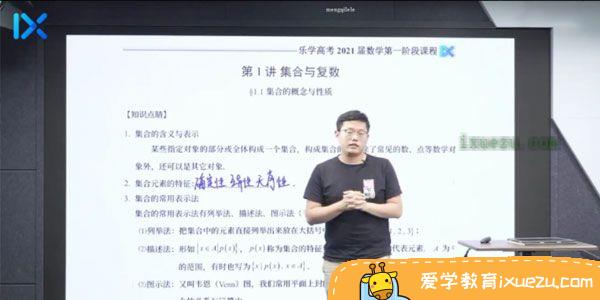 mengqilele
IX
乐学高考 2021 届数学第一阶段课程 IX
第 1 讲 集合与复数
§1.1 集合的概念与性质
【知识点睛】
1. 集合的含义与表示
某些指定对象的部分或全体构成一个集合，构成集合的 了常见的数、点等数学对
象外，还可以是其它对象.
ixuezu.com
2. 集合元素的特征：确定性 互异性 无序性.
3. 集合的常用表示法
集合的常用表示法有列举法、描述法、图示法
(1)列举法：把集合中的元素直接列举出来放在大括号 2, 3}；
(2)描述法：形如 {x∈A|p(x)}，p(x) 称为集合的特征 代表元素. A 为
的范围，有时也写为 {x|p(x), x∈A}.
(3)图示法：又叫韦恩（Venn）图，我们常用平面上封
爱学教育ixuezu.com